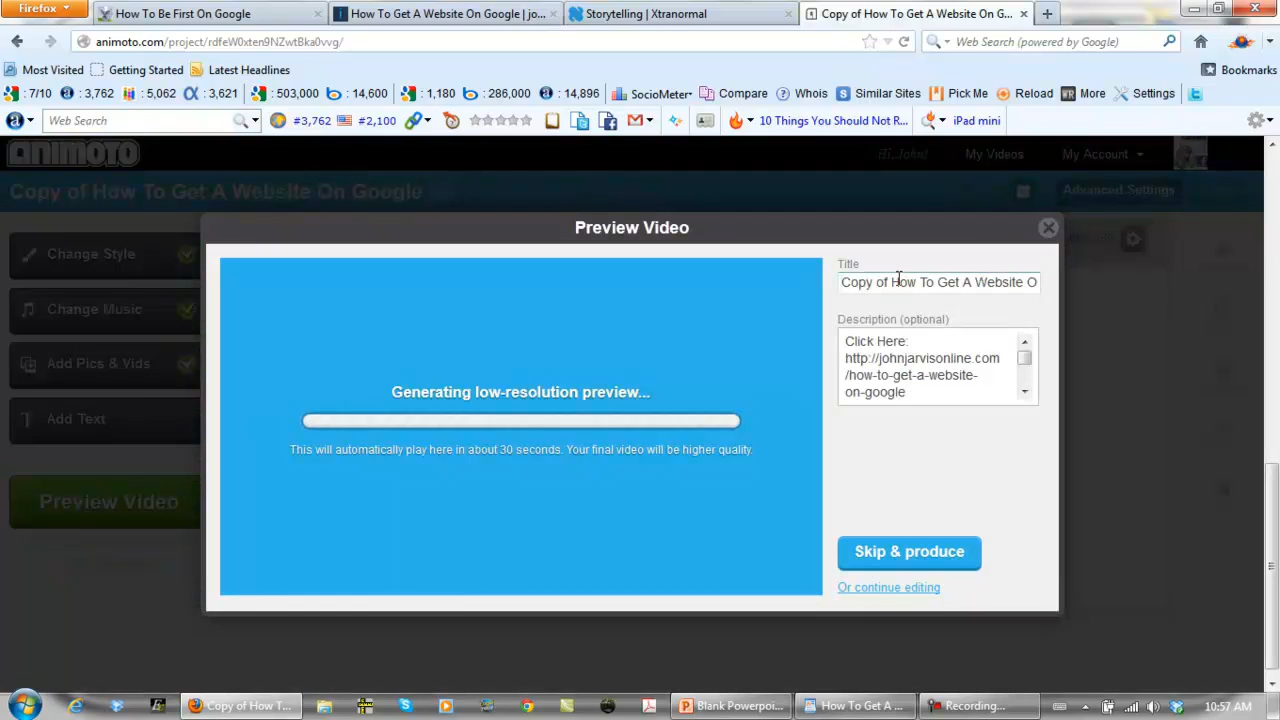 Firefox
How To Be First On Google
How To Get A Website On Google | jo...
Storytelling | Xtranormal
Copy of How To Get A Website On G...
animoto.com/project/rdfeW0xten9NZwtBka0vvg/
Web Search (powered by Google)
Most Visited
Getting Started
Latest Headlines
Bookmarks
: 7/10
: 3,762
: 5,062
: 3,621
: 503,000
: 14,600
: 1,180
: 286,000
: 14,896
SocioMeter
Compare
Whois
Similar Sites
Pick Me
Reload
More
Settings
Web Search
#3,762
#2,100
10 Things You Should Not R...
iPad mini
animoto
Hi, John!
My Videos
My Account
Copy of How To Get A Website On Google
Advanced Settings
Change Style
Change Music
Add Pics & Vids
Add Text
Preview Video
Preview Video
Generating low-resolution preview...
This will automatically play here in about 30 seconds. Your final video will be higher quality.
Title
Copy of How To Get A Website O
Description (optional)
Click Here:
http://johnjarvisonline.com
/how-to-get-a-website-
on-google
Skip & produce
Or continue editing
Copy of How T...
Blank Powerpoi...
How To Get A ...
Recording...
10:57 AM